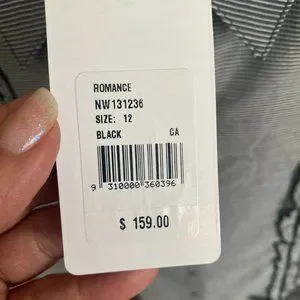 ROMANCE
NW131236
SIZE: 12
BLACK CA
9 310000 360396
$ 159.00